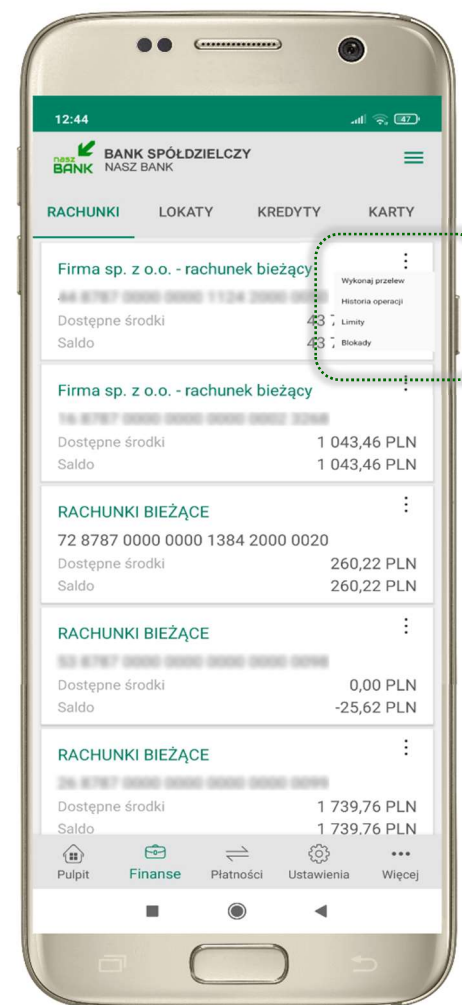 12:44
47
nasz
BANK
BANK SPÓŁDZIELCZY
NASZ BANK
RACHUNKI LOKATY KREDYTY KARTY
Firma sp. z o.o. - rachunek bieżący
Wykonaj przelew
Historia operacji
Limity
Blokady
Dostępne środki 43
Saldo 43
Firma sp. z o.o. - rachunek bieżący
Dostępne środki 1 043,46 PLN
Saldo 1 043,46 PLN
RACHUNKI BIEŻĄCE
72 8787 0000 0000 1384 2000 0020
Dostępne środki 260,22 PLN
Saldo 260,22 PLN
RACHUNKI BIEŻĄCE
Dostępne środki 0,00 PLN
Saldo -25,62 PLN
RACHUNKI BIEŻĄCE
Dostępne środki 1 739,76 PLN
Saldo 1 739,76 PLN
Pulpit Finanse Płatności Ustawienia Więcej